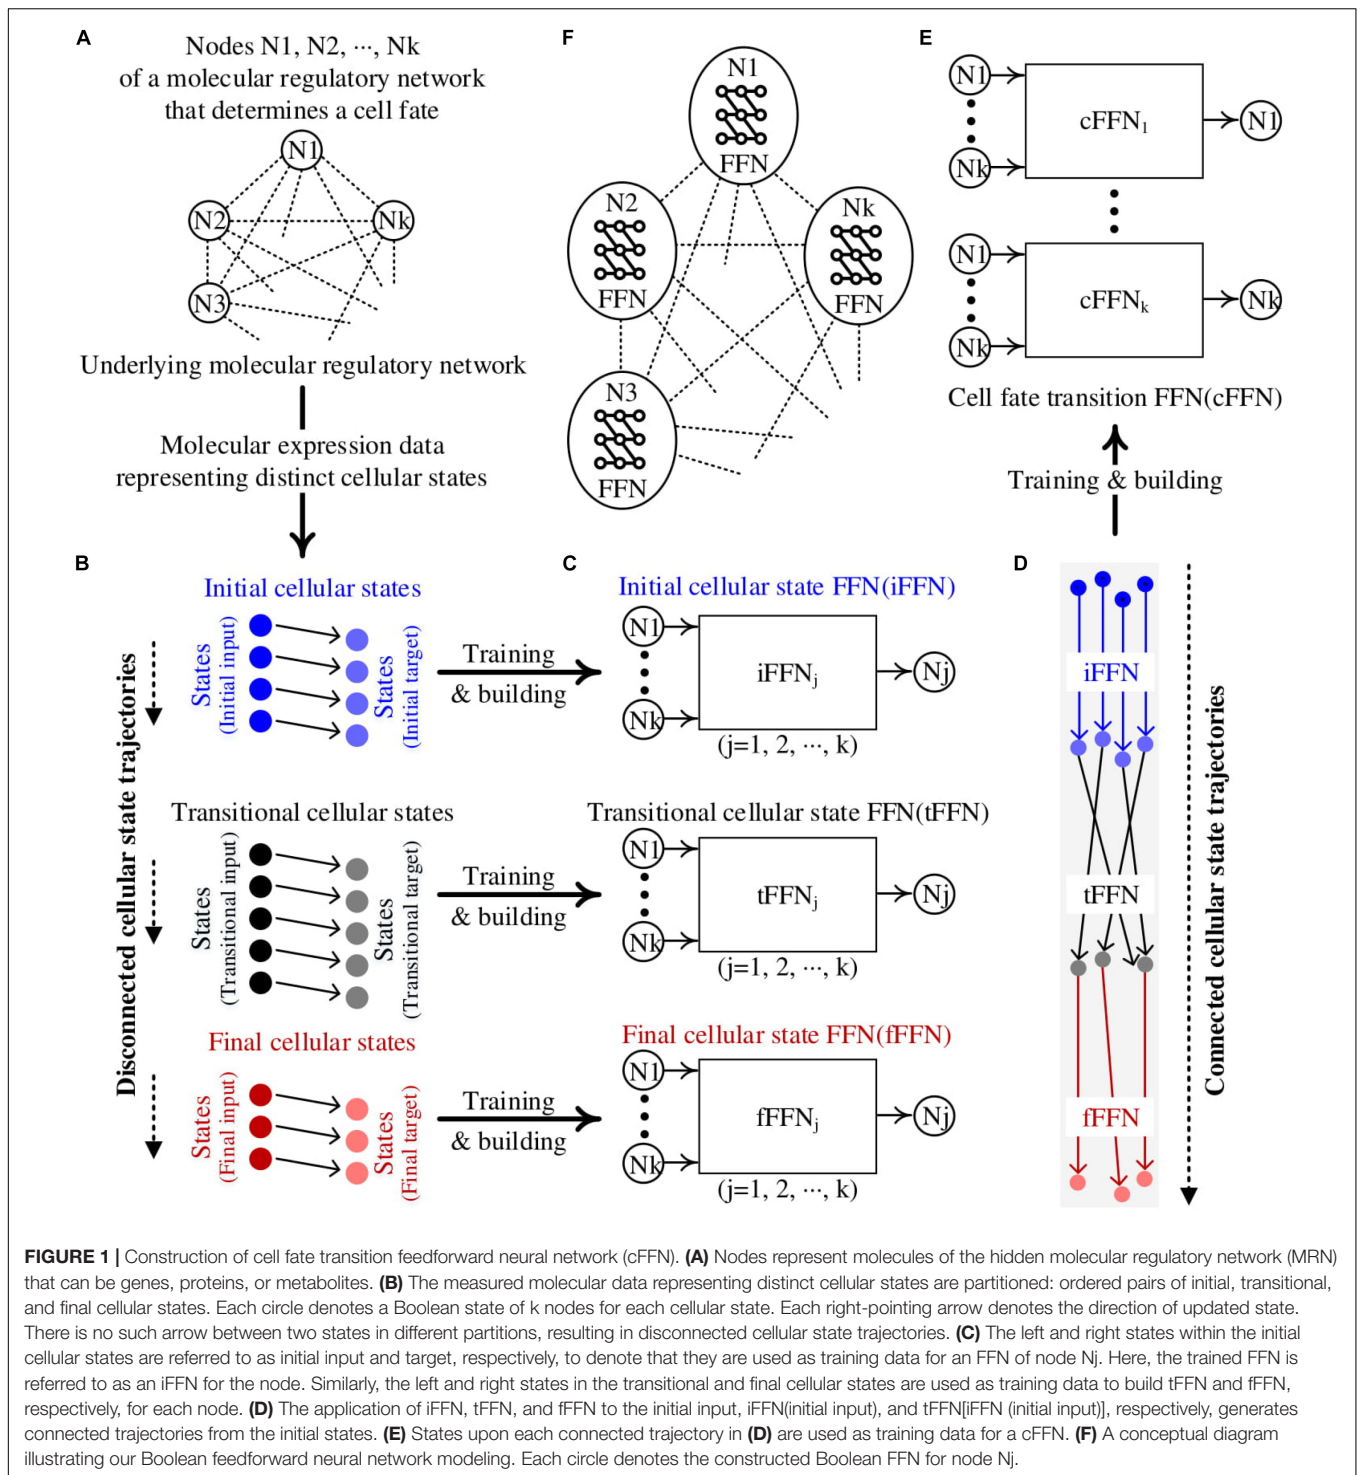 A
Nodes N1, N2, ···, Nk
of a molecular regulatory network
that determines a cell fate
N1
N2
Nk
N3
Underlying molecular regulatory network
Molecular expression data
representing distinct cellular states
F
N1
FFN
N2
FFN
Nk
FFN
N3
FFN
E
N1
Nk
cFFN1
N1
N1
Nk
cFFNk
Nk
Cell fate transition FFN(cFFN)
Training & building
B
Disconnected cellular state trajectories
Initial cellular states
States
(Initial input)
States
(Initial target)
Training
& building
Transitional cellular states
States
(Transitional input)
States
(Transitional target)
Training
& building
Final cellular states
States
(Final input)
States
(Final target)
Training
& building
C
Initial cellular state FFN(iFFN)
N1
Nk
iFFNj
Nj
(j=1, 2, ···, k)
Transitional cellular state FFN(tFFN)
N1
Nk
tFFNj
Nj
(j=1, 2, ···, k)
Final cellular state FFN(fFFN)
N1
Nk
fFFNj
Nj
(j=1, 2, ···, k)
D
iFFN
tFFN
fFFN
Connected cellular state trajectories
FIGURE 1 | Construction of cell fate transition feedforward neural network (cFFN). (A) Nodes represent molecules of the hidden molecular regulatory network (MRN)
that can be genes, proteins, or metabolites. (B) The measured molecular data representing distinct cellular states are partitioned: ordered pairs of initial, transitional,
and final cellular states. Each circle denotes a Boolean state of k nodes for each cellular state. Each right-pointing arrow denotes the direction of updated state.
There is no such arrow between two states in different partitions, resulting in disconnected cellular state trajectories. (C) The left and right states within the initial
cellular states are referred to as initial input and target, respectively, to denote that they are used as training data for an FFN of node Nj. Here, the trained FFN is
referred to as an iFFN for the node. Similarly, the left and right states in the transitional and final cellular states are used as training data to build tFFN and fFFN,
respectively, for each node. (D) The application of iFFN, tFFN, and fFFN to the initial input, iFFN(initial input), and tFFN[iFFN (initial input)], respectively, generates
connected trajectories from the initial states. (E) States upon each connected trajectory in (D) are used as training data for a cFFN. (F) A conceptual diagram
illustrating our Boolean feedforward neural network modeling. Each circle denotes the constructed Boolean FFN for node Nj.